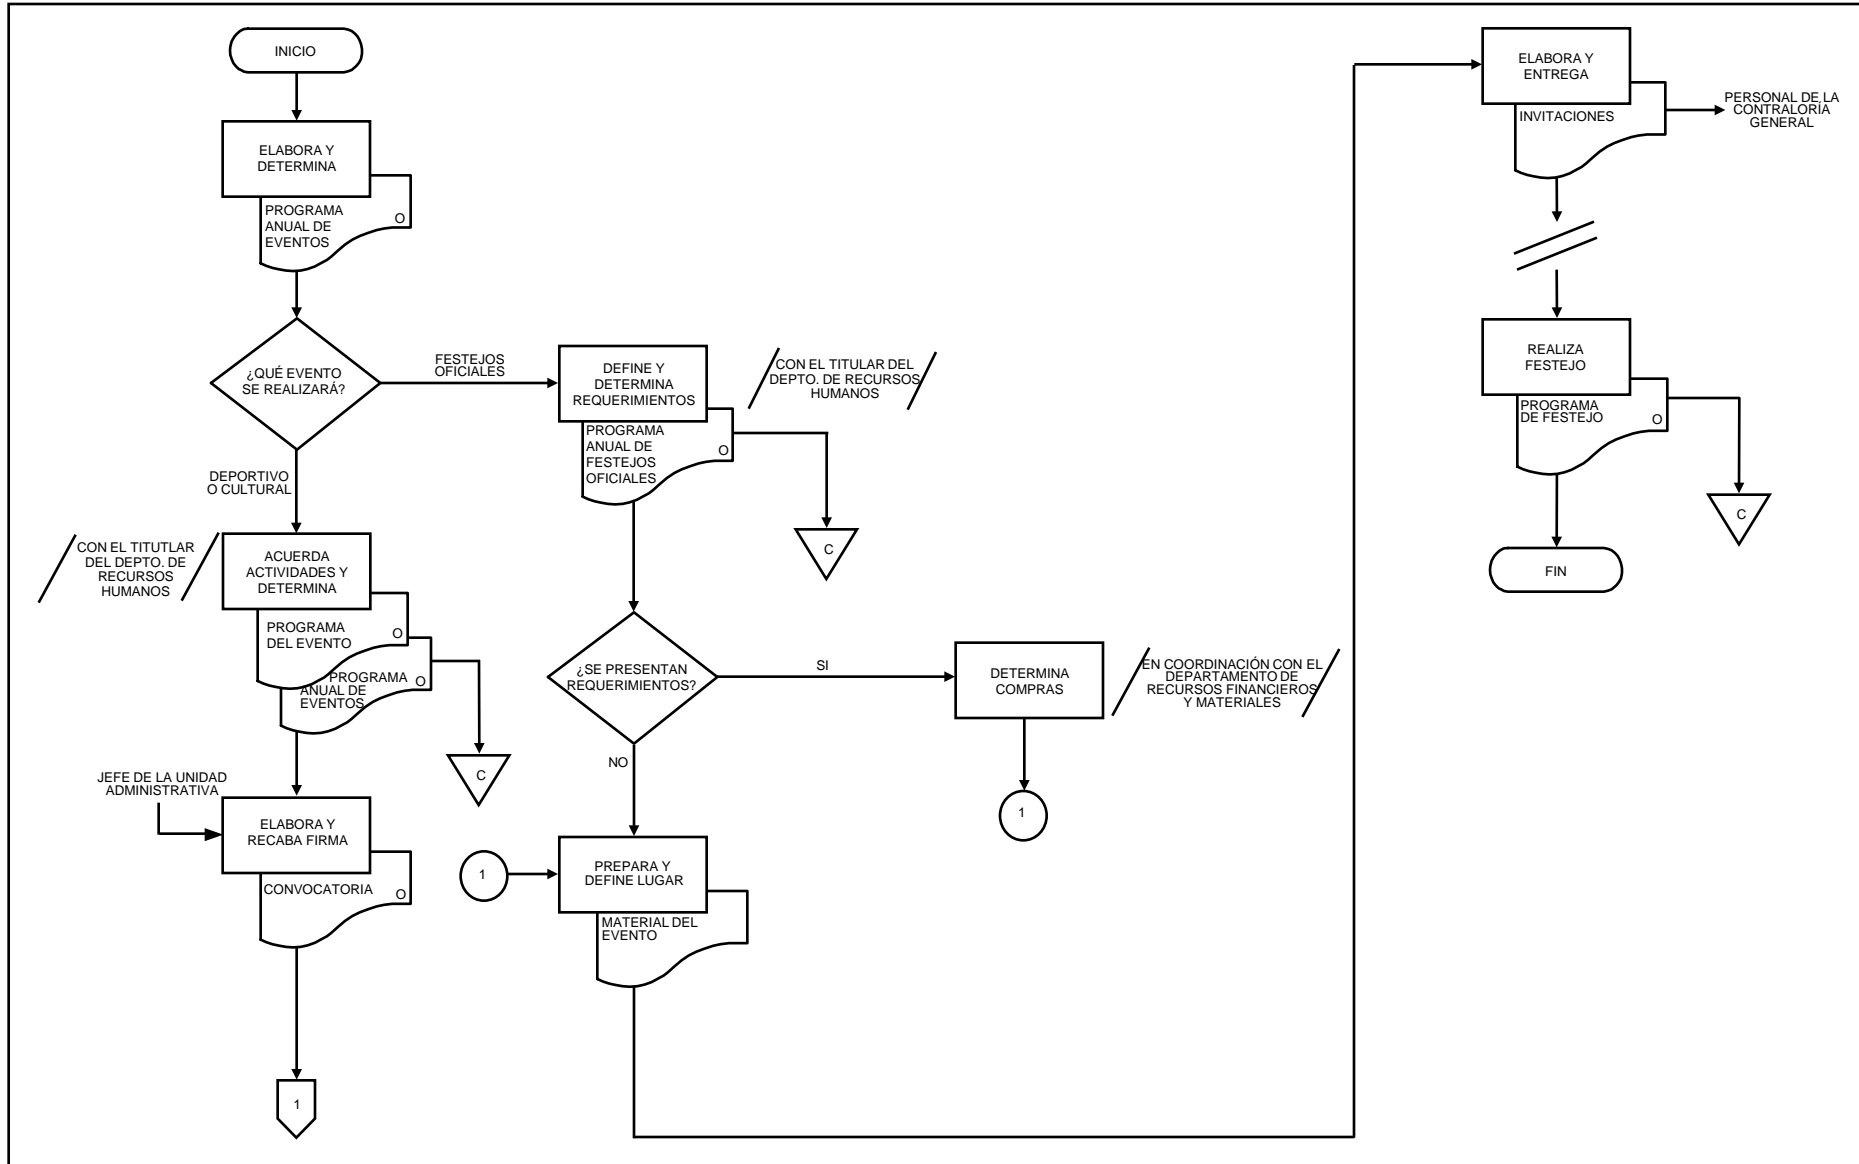 INICIO
ELABORA Y
DETERMINA
PROGRAMA
ANUAL DE
EVENTOS
O
¿QUÉ EVENTO
SE REALIZARÁ?
DEPORTIVO
O CULTURAL
CON EL TITUTLAR
DEL DEPTO. DE
RECURSOS
HUMANOS
ACUERDA
ACTIVIDADES Y
DETERMINA
PROGRAMA
DEL EVENTO
O
PROGRAMA
ANUAL DE
EVENTOS
O
C
JEFE DE LA UNIDAD
ADMINISTRATIVA
ELABORA Y
RECABA FIRMA
CONVOCATORIA
O
1
FESTEJOS
OFICIALES
DEFINE Y
DETERMINA
REQUERIMIENTOS
CON EL TITULAR DEL
DEPTO. DE RECURSOS
HUMANOS
PROGRAMA
ANUAL DE
FESTEJOS
OFICIALES
O
C
¿SE PRESENTAN
REQUERIMIENTOS?
SI
DETERMINA
COMPRAS
EN COORDINACIÓN CON EL
DEPARTAMENTO DE
RECURSOS FINANCIEROS
Y MATERIALES
1
NO
1
PREPARA Y
DEFINE LUGAR
MATERIAL DEL
EVENTO
ELABORA Y
ENTREGA
INVITACIONES
PERSONAL DE LA
CONTRALORÍA
GENERAL
REALIZA
FESTEJO
PROGRAMA
DE FESTEJO
O
C
FIN